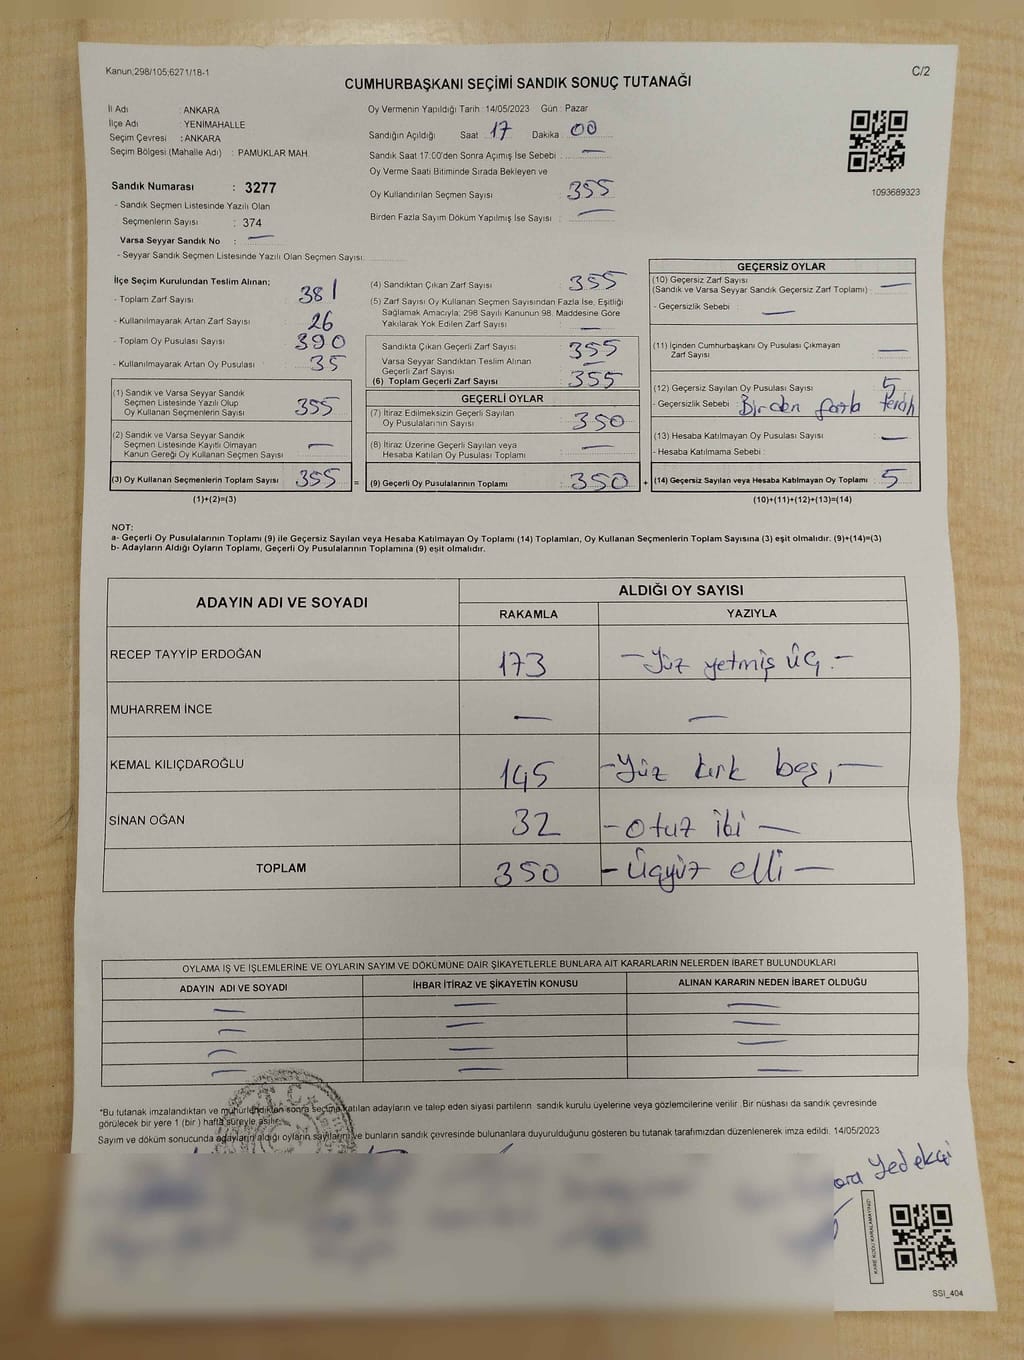 Kanun;298/105;6271/18-1
C/2
CUMHURBAŞKANI SEÇİMİ SANDIK SONUÇ TUTANAĞI
İl Adı : ANKARA
İlçe Adı : YENİMAHALLE
Seçim Çevresi : ANKARA
Seçim Bölgesi (Mahalle Adı) : PAMUKLAR MAH.
Sandık Numarası : 3277
- Sandık Seçmen Listesinde Yazılı Olan
Seçmenlerin Sayısı : 374
Varsa Seyyar Sandık No : —
- Seyyar Sandık Seçmen Listesinde Yazılı Olan Seçmen Sayısı:
Oy Vermenin Yapıldığı Tarih : 14/05/2023 Gün : Pazar
Sandığın Açıldığı Saat : 17 Dakika : 00
Sandık Saat 17:00'den Sonra Açımış İse Sebebi : —
Oy Verme Saati Bitiminde Sırada Bekleyen ve
Oy Kullandırılan Seçmen Sayısı : 355
Birden Fazla Sayım Döküm Yapılmış İse Sayısı : —
1093689323
İlçe Seçim Kurulundan Teslim Alınan;
- Toplam Zarf Sayısı : 381
- Kullanılmayarak Artan Zarf Sayısı : 26
- Toplam Oy Pusulası Sayısı : 390
- Kullanılmayarak Artan Oy Pusulası : 35
(1) Sandık ve Varsa Seyyar Sandık
Seçmen Listesinde Yazılı Olup
Oy Kullanan Seçmenlerin Sayısı : 355
(2) Sandık ve Varsa Seyyar Sandık
Seçmen Listesinde Kayıtlı Olmayan
Kanun Gereği Oy Kullanan Seçmen Sayısı : —
(3) Oy Kullanan Seçmenlerin Toplam Sayısı : 355 =
(1)+(2)=(3)
(4) Sandıktan Çıkan Zarf Sayısı : 355
(5) Zarf Sayısı Oy Kullanan Seçmen Sayısından Fazla İse, Eşitliği
Sağlamak Amacıyla; 298 Sayılı Kanunun 98. Maddesine Göre
Yakılarak Yok Edilen Zarf Sayısı : —
Sandıkta Çıkan Geçerli Zarf Sayısı : 355
Varsa Seyyar Sandıktan Teslim Alınan
Geçerli Zarf Sayısı : —
(6) Toplam Geçerli Zarf Sayısı : 355
GEÇERLİ OYLAR
(7) İtiraz Edilmeksizin Geçerli Sayılan
Oy Pusulalarının Sayısı : 350
(8) İtiraz Üzerine Geçerli Sayılan veya
Hesaba Katılan Oy Pusulası Toplamı : —
(9) Geçerli Oy Pusulalarının Toplamı : 350 +
GEÇERSİZ OYLAR
(10) Geçersiz Zarf Sayısı
(Sandık ve Varsa Seyyar Sandık Geçersiz Zarf Toplamı) : —
- Geçersizlik Sebebi : —
(11) İçinden Cumhurbaşkanı Oy Pusulası Çıkmayan
Zarf Sayısı : —
(12) Geçersiz Sayılan Oy Pusulası Sayısı : 5
- Geçersizlik Sebebi : Birden fazla tercih
(13) Hesaba Katılmayan Oy Pusulası Sayısı : —
- Hesaba Katılmama Sebebi :
(14) Geçersiz Sayılan veya Hesaba Katılmayan Oy Toplamı : 5
(10)+(11)+(12)+(13)=(14)
NOT:
a- Geçerli Oy Pusulalarının Toplamı (9) ile Geçersiz Sayılan veya Hesaba Katılmayan Oy Toplamı (14) Toplamları, Oy Kullanan Seçmenlerin Toplam Sayısına (3) eşit olmalıdır. (9)+(14)=(3)
b- Adayların Aldığı Oyların Toplamı, Geçerli Oy Pusulalarının Toplamına (9) eşit olmalıdır.
ADAYIN ADI VE SOYADI
ALDIĞI OY SAYISI
RAKAMLA YAZIYLA
RECEP TAYYİP ERDOĞAN 173 - Yüz yetmiş üç. -
MUHARREM İNCE — —
KEMAL KILIÇDAROĞLU 145 - Yüz kırk beş, —
SİNAN OĞAN 32 - otuz iki —
TOPLAM 350 - Üçyüz elli —
OYLAMA İŞ VE İŞLEMLERİNE VE OYLARIN SAYIM VE DÖKÜMÜNE DAİR ŞİKAYETLERLE BUNLARA AİT KARARLARIN NELERDEN İBARET BULUNDUKLARI
ADAYIN ADI VE SOYADI İHBAR İTİRAZ VE ŞİKAYETİN KONUSU ALINAN KARARIN NEDEN İBARET OLDUĞU
— — —
— — —
— — —
— — —
*Bu tutanak imzalandıktan ve mühürlendikten sonra seçime katılan adayların ve talep eden siyasi partilerin sandık kurulu üyelerine veya gözlemcilerine verilir. Bir nüshası da sandık çevresinde
görülecek bir yere 1 (bir) hafta süreyle asılır.
Sayım ve döküm sonucunda adayların aldığı oyların sayılarını ve bunların sandık çevresinde bulunanlara duyurulduğunu gösteren bu tutanak tarafımızdan düzenlenerek imza edildi. 14/05/2023
Yedekçi
KARE KODU KARALAMAYINIZ!
SSI_404